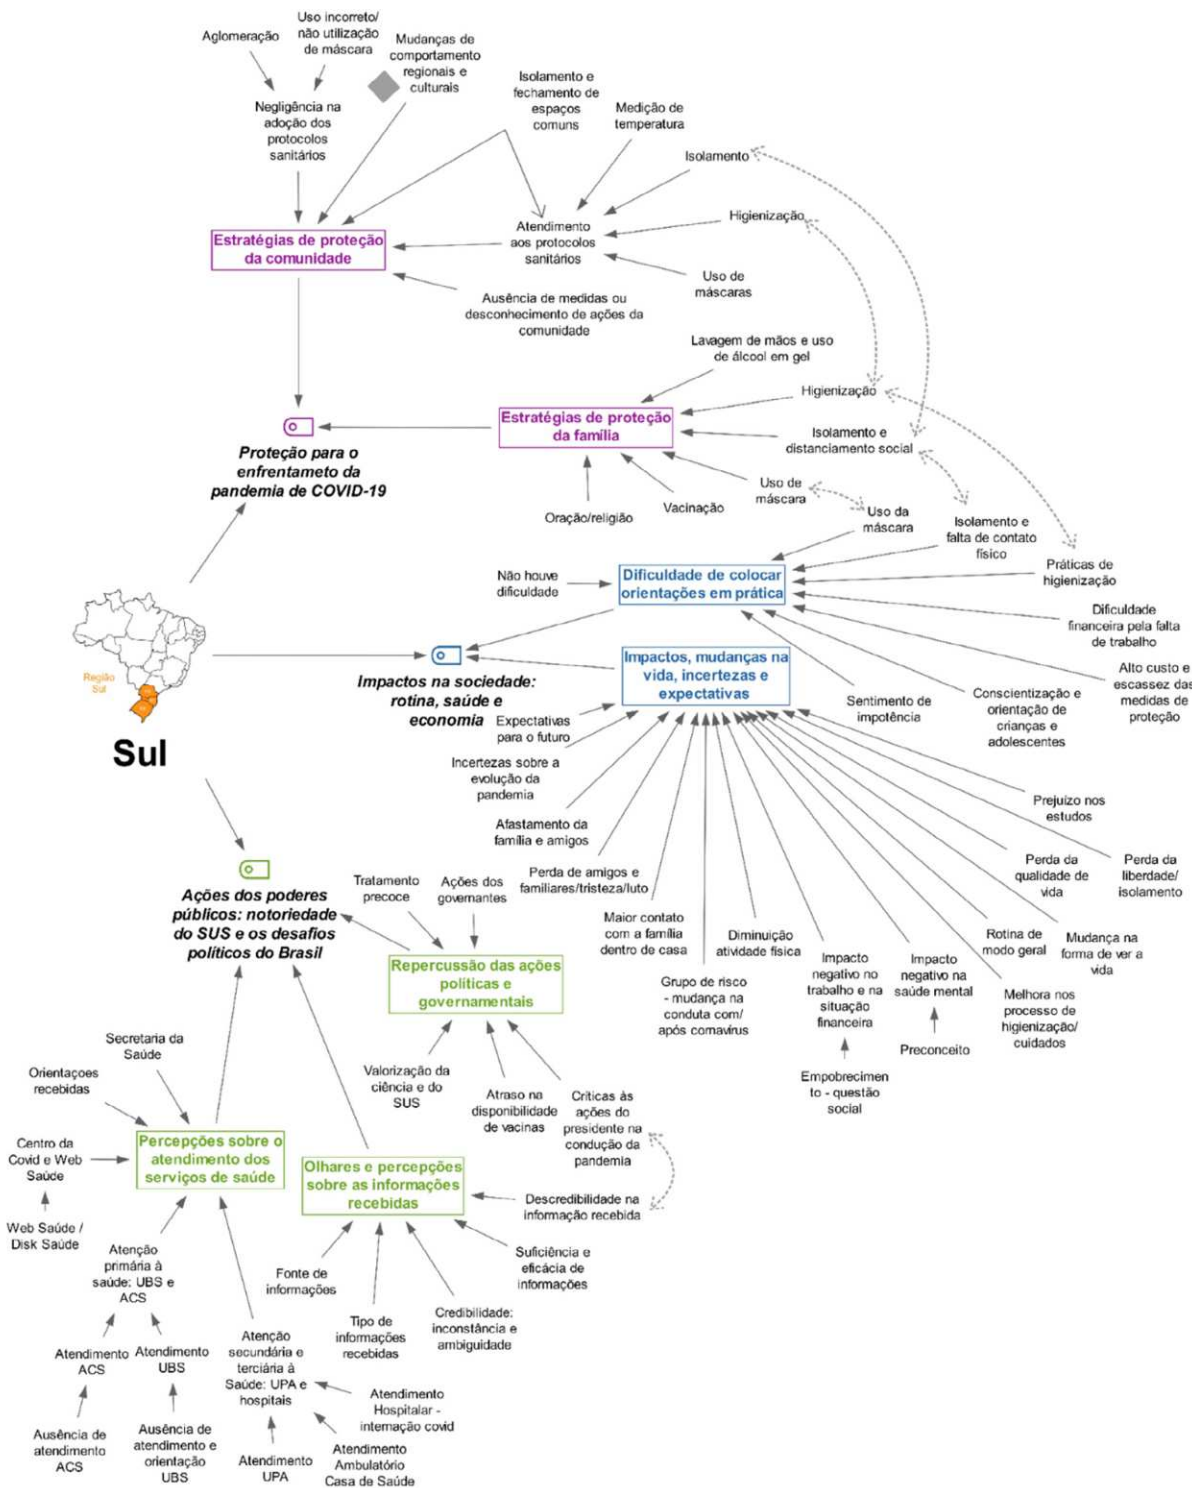 Aglomeração
Uso incorreto/
não utilização
de máscara
Mudanças de
comportamento
regionais e
culturais
Isolamento e
fechamento de
espaços
comuns
Medição de
temperatura
Isolamento
Negligência na
adoção dos
protocolos
sanitários
Higienização
Estratégias de proteção
da comunidade
Atendimento
aos protocolos
sanitários
Uso de
máscaras
Ausência de medidas ou
desconhecimento de ações da
comunidade
Lavagem de mãos e uso
de álcool em gel
Higienização
Estratégias de proteção
da família
Isolamento e
distanciamento social
Proteção para o
enfrentameto da
pandemia de COVID-19
Oração/religião
Vacinação
Uso de
máscara
Uso da
máscara
Isolamento e
falta de contato
físico
Práticas de
higienização
Não houve
dificuldade
Dificuldade de colocar
orientações em prática
Dificuldade
financeira pela falta
de trabalho
Alto custo e
escassez das
medidas de
proteção
Conscientização e
orientação de
crianças e
adolescentes
Sentimento de
impotência
Região
Sul
Sul
Impactos na sociedade:
rotina, saúde e
economia
Impactos, mudanças na
vida, incertezas e
expectativas
Expectativas
para o futuro
Incertezas sobre a
evolução da
pandemia
Afastamento da
família e amigos
Perda de amigos e
familiares/tristeza/luto
Maior contato
com a família
dentro de casa
Grupo de risco
- mudança na
conduta com/
após cornavírus
Diminuição
atividade física
Impacto
negativo no
trabalho e na
situação
financeira
Empobrecimen
to - questão
social
Impacto
negativo na
saúde mental
Preconceito
Melhora nos
processo de
higienização/
cuidados
Rotina de
modo geral
Mudança na
forma de ver a
vida
Perda da
qualidade de
vida
Perda da
liberdade/
isolamento
Prejuízo nos
estudos
Ações dos poderes
públicos: notoriedade
do SUS e os desafios
políticos do Brasil
Tratamento
precoce
Ações dos
governantes
Repercussão das ações
políticas e
governamentais
Valorização da
ciência e do
SUS
Atraso na
disponibilidade
de vacinas
Críticas às
ações do
presidente na
condução da
pandemia
Secretaria da
Saúde
Orientaçoes
recebidas
Centro da
Covid e Web
Saúde
Web Saúde /
Disk Saúde
Percepções sobre o
atendimento dos
serviços de saúde
Olhares e percepções
sobre as informações
recebidas
Descredibilidade na
informação recebida
Suficiência e
eficácia de
informações
Credibilidade:
inconstância e
ambiguidade
Tipo de
informações
recebidas
Fonte de
informações
Atenção
primária à
saúde: UBS e
ACS
Atendimento
ACS
Atendimento
UBS
Ausência de
atendimento
ACS
Ausência de
atendimento e
orientação
UBS
Atenção
secundária e
terciária à
Saúde: UPA e
hospitais
Atendimento
UPA
Atendimento
Hospitalar -
internação covid
Atendimento
Ambulatório
Casa de Saúde